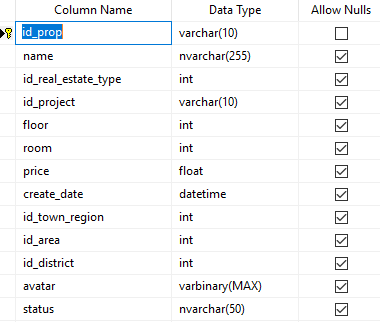 Column Name Data Type Allow Nulls
id_prop varchar(10)
name nvarchar(255)
id_real_estate_type int
id_project varchar(10)
floor int
room int
price float
create_date datetime
id_town_region int
id_area int
id_district int
avatar varbinary(MAX)
status nvarchar(50)